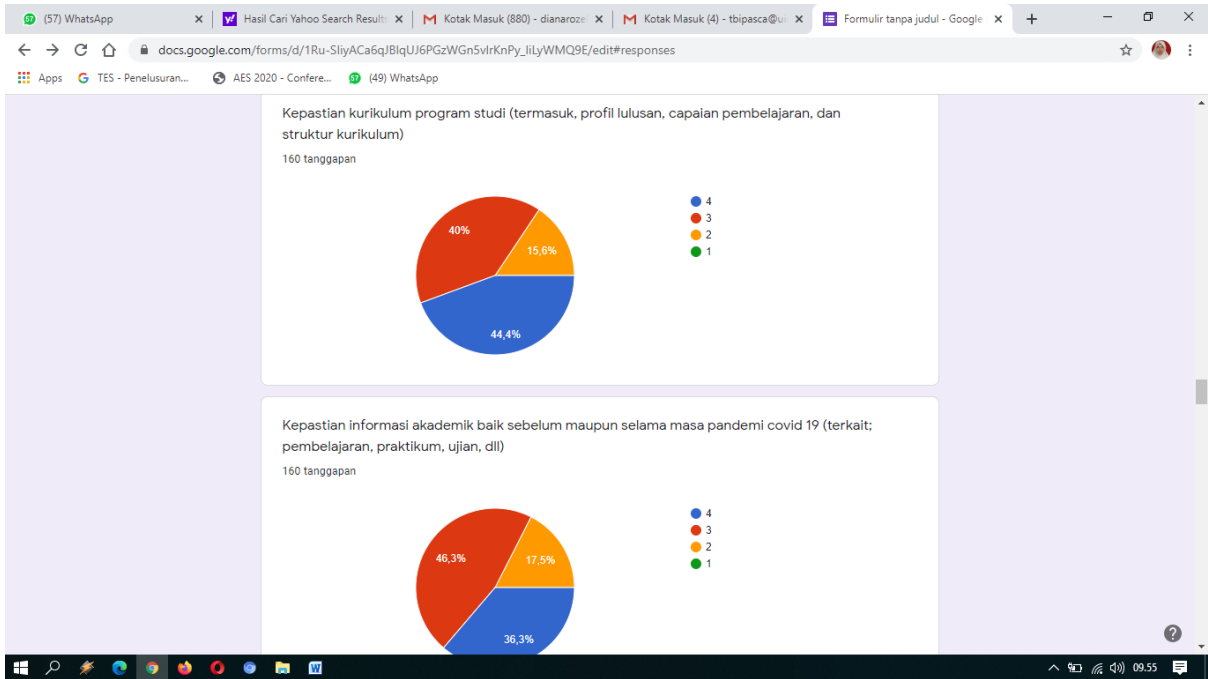 (57) WhatsApp
Hasil Cari Yahoo Search Results
Kotak Masuk (880) - dianaroze
Kotak Masuk (4) - tbipasca@ui
Formulir tanpa judul - Google
docs.google.com/forms/d/1Ru-SliyACa6qJBlqUJ6PGzWGn5vlrKnPy_liLyWMQ9E/edit#responses
Apps
TES - Penelusuran...
AES 2020 - Confere...
(49) WhatsApp
Kepastian kurikulum program studi (termasuk, profil lulusan, capaian pembelajaran, dan
struktur kurikulum)
160 tanggapan
4
3
2
1
40%
15,6%
44,4%
Kepastian informasi akademik baik sebelum maupun selama masa pandemi covid 19 (terkait;
pembelajaran, praktikum, ujian, dll)
160 tanggapan
4
3
2
1
46,3%
17,5%
36,3%
09.55